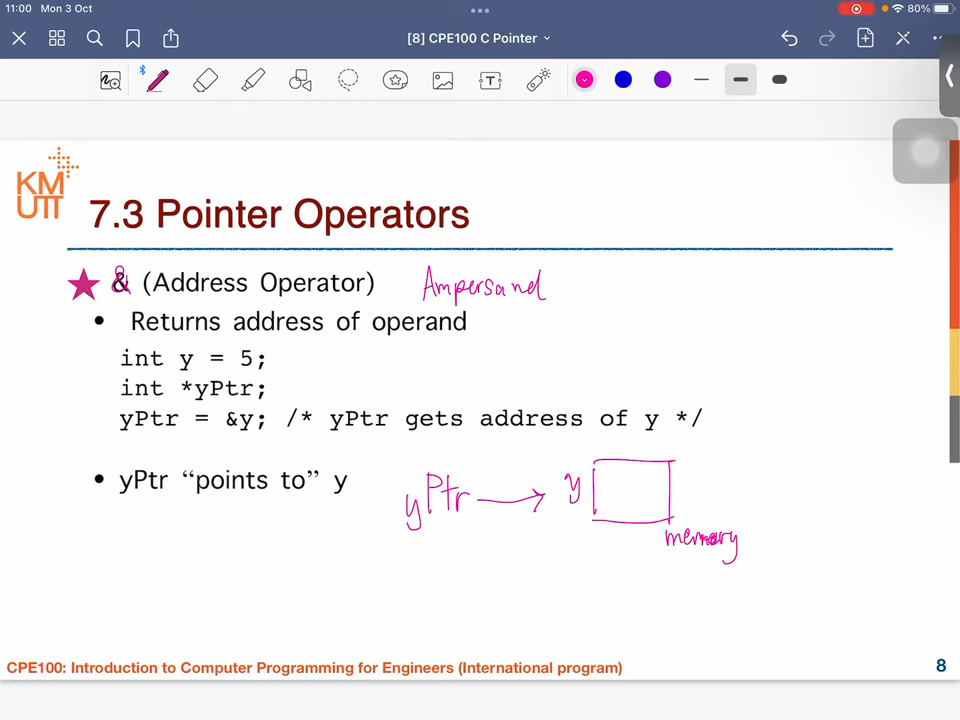 11:00 Mon 3 Oct
80%
[8] CPE100 C Pointer
T
KM
UTT
7.3 Pointer Operators
& (Address Operator) Ampersand
• Returns address of operand
int y = 5;
int *yPtr;
yPtr = &y; /* yPtr gets address of y */
• yPtr “points to” y
yPtr y
memory
CPE100: Introduction to Computer Programming for Engineers (International program)
8